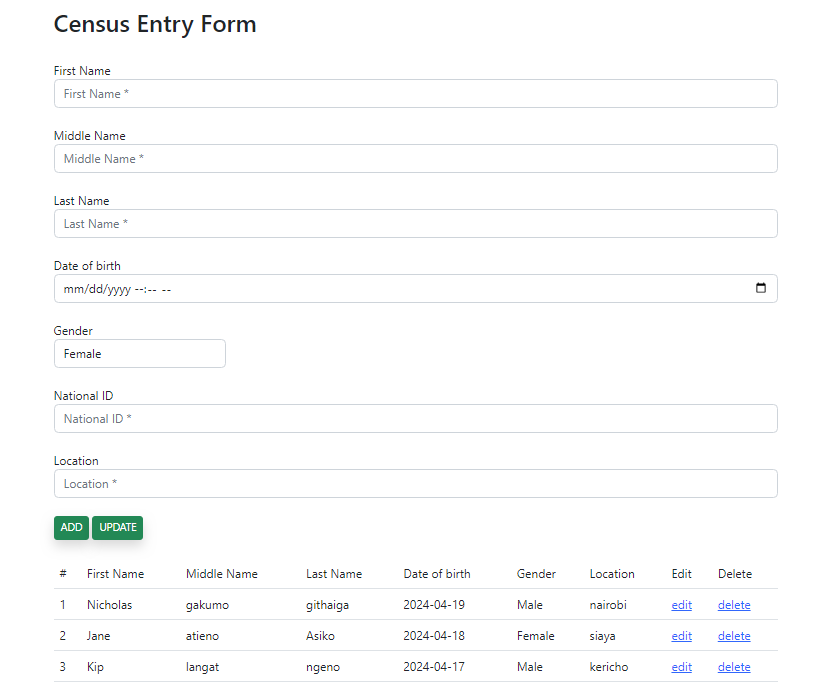 Census Entry Form
First Name
First Name *
Middle Name
Middle Name *
Last Name
Last Name *
Date of birth
mm/dd/yyyy --:-- --
Gender
Female
National ID
National ID *
Location
Location *
ADD UPDATE
# First Name Middle Name Last Name Date of birth Gender Location Edit Delete
1 Nicholas gakumo githaiga 2024-04-19 Male nairobi edit delete
2 Jane atieno Asiko 2024-04-18 Female siaya edit delete
3 Kip langat ngeno 2024-04-17 Male kericho edit delete